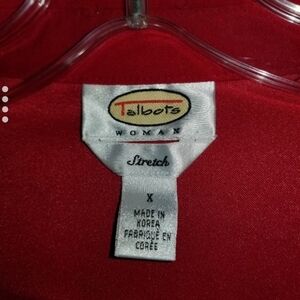 Talbots
WOMAN
Stretch
X
MADE IN
KOREA
FABRIQUÉ EN
CORÉE